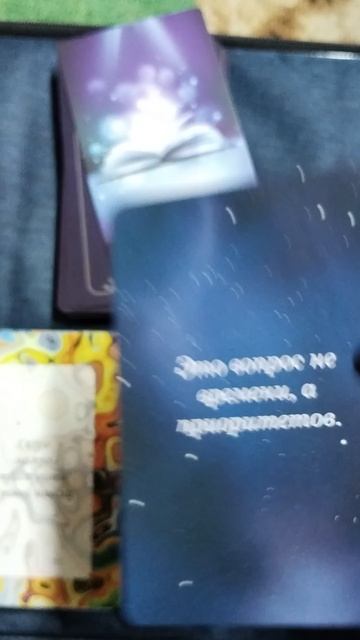 Это вопрос не
времени, а
приоритетов.